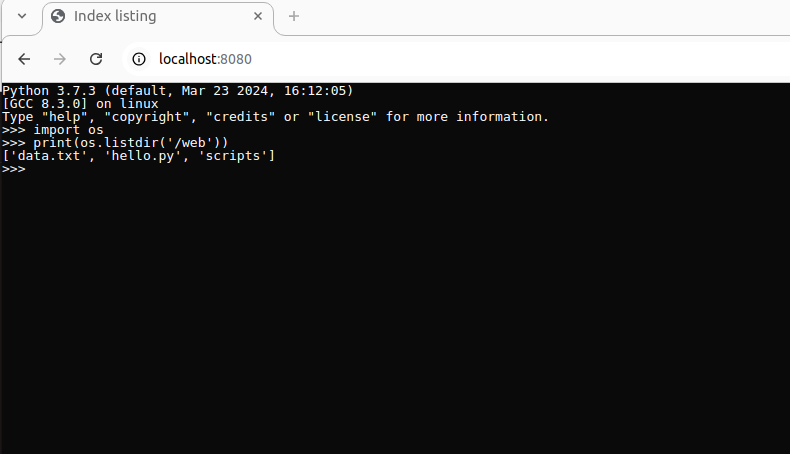 Index listing
localhost:8080
Python 3.7.3 (default, Mar 23 2024, 16:12:05)
[GCC 8.3.0] on linux
Type "help", "copyright", "credits" or "license" for more information.
>>> import os
>>> print(os.listdir('/web'))
['data.txt', 'hello.py', 'scripts']
>>>